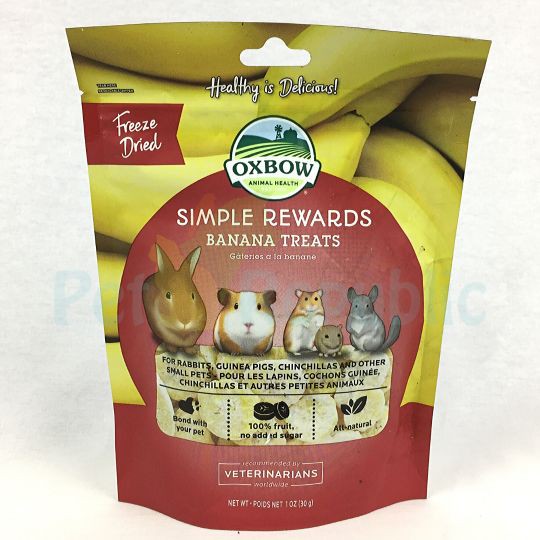 TEAR HERE
Healthy is Delicious!
Freeze
Dried
OXBOW
ANIMAL HEALTH
SIMPLE REWARDS
BANANA TREATS
Gâteries à la banane
FOR RABBITS, GUINEA PIGS, CHINCHILLAS AND OTHER
SMALL PETS - POUR LES LAPINS, COCHONS GUINÉE,
CHINCHILLAS ET AUTRES PETITES ANIMAUX
Bond with
your pet
100% fruit,
no added sugar
All-natural
recommended by
VETERINARIANS
worldwide
NET WT - POIDS NET 1 OZ (30 g)